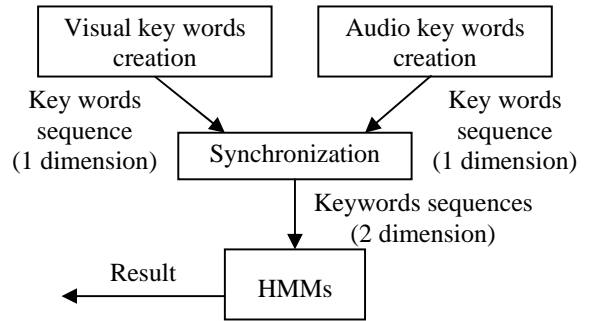 Visual key words
creation
Audio key words
creation
Key words
sequence
(1 dimension)
Key words
sequence
(1 dimension)
Synchronization
Keywords sequences
(2 dimension)
Result
HMMs